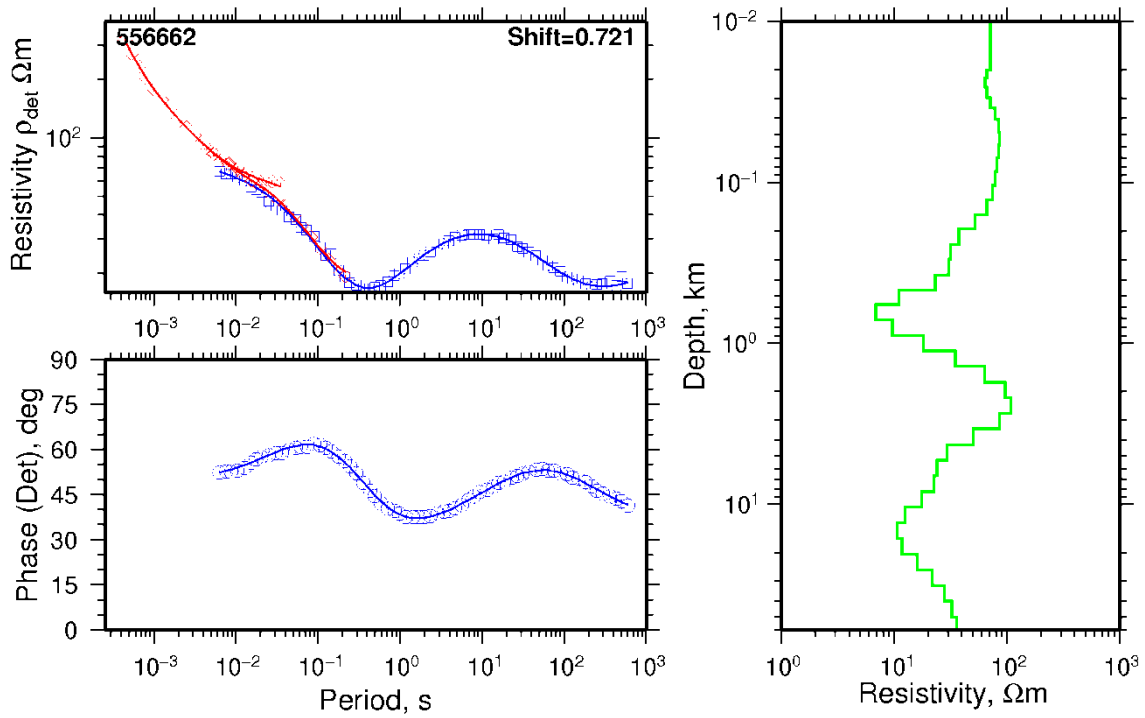 556662
Shift=0.721
Resistivity ρdet Ωm
10²
10⁻³ 10⁻² 10⁻¹ 10⁰ 10¹ 10² 10³
Phase (Det), deg
90
75
60
45
30
15
0
10⁻³ 10⁻² 10⁻¹ 10⁰ 10¹ 10² 10³
Period, s
Depth, km
10⁻²
10⁻¹
10⁰
10¹
10⁰ 10¹ 10² 10³
Resistivity, Ωm